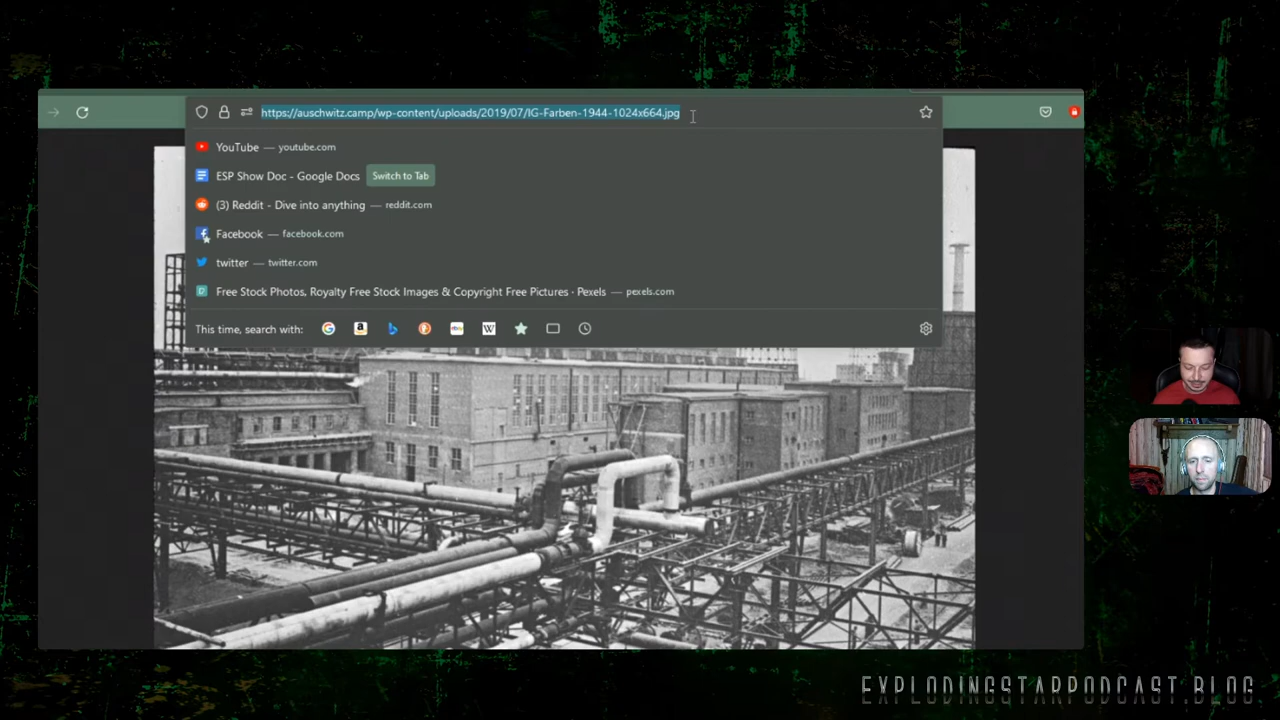 https://auschwitz.camp/wp-content/uploads/2019/07/IG-Farben-1944-1024x664.jpg
YouTube — youtube.com
ESP Show Doc - Google Docs Switch to Tab
(3) Reddit - Dive into anything — reddit.com
Facebook — facebook.com
twitter — twitter.com
Free Stock Photos, Royalty Free Stock Images & Copyright Free Pictures · Pexels — pexels.com
This time, search with:
EXPLODINGSTARPODCAST.BLOG